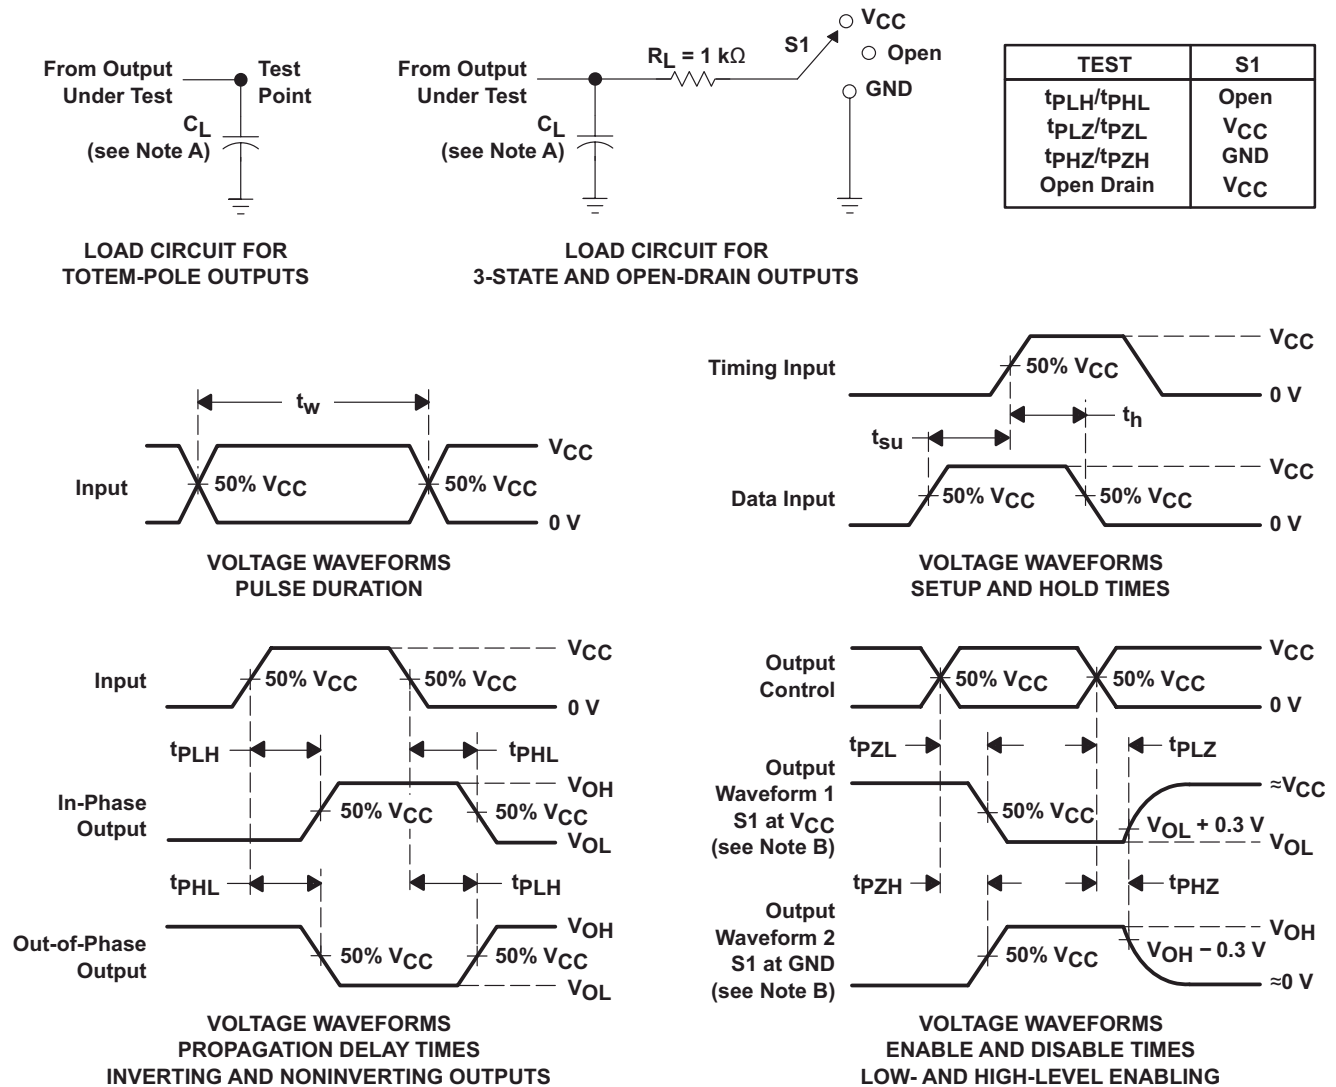 From Output
Under Test
Test
Point
CL
(see Note A)
LOAD CIRCUIT FOR
TOTEM-POLE OUTPUTS
From Output
Under Test
RL = 1 kΩ
S1
VCC
Open
GND
CL
(see Note A)
LOAD CIRCUIT FOR
3-STATE AND OPEN-DRAIN OUTPUTS
TEST S1
tPLH/tPHL Open
tPLZ/tPZL VCC
tPHZ/tPZH GND
Open Drain VCC
tw
Input
50% VCC
50% VCC
VCC
0 V
VOLTAGE WAVEFORMS
PULSE DURATION
Timing Input
50% VCC
VCC
0 V
tsu
th
Data Input
50% VCC
50% VCC
VCC
0 V
VOLTAGE WAVEFORMS
SETUP AND HOLD TIMES
Input
50% VCC
50% VCC
VCC
0 V
tPLH
tPHL
In-Phase
Output
50% VCC
50% VCC
VOH
VOL
tPHL
tPLH
Out-of-Phase
Output
50% VCC
50% VCC
VOH
VOL
VOLTAGE WAVEFORMS
PROPAGATION DELAY TIMES
INVERTING AND NONINVERTING OUTPUTS
Output
Control
50% VCC
50% VCC
VCC
0 V
tPZL
tPLZ
Output
Waveform 1
S1 at VCC
(see Note B)
50% VCC
VOL + 0.3 V
≈VCC
VOL
tPZH
tPHZ
Output
Waveform 2
S1 at GND
(see Note B)
50% VCC
VOH − 0.3 V
VOH
≈0 V
VOLTAGE WAVEFORMS
ENABLE AND DISABLE TIMES
LOW- AND HIGH-LEVEL ENABLING